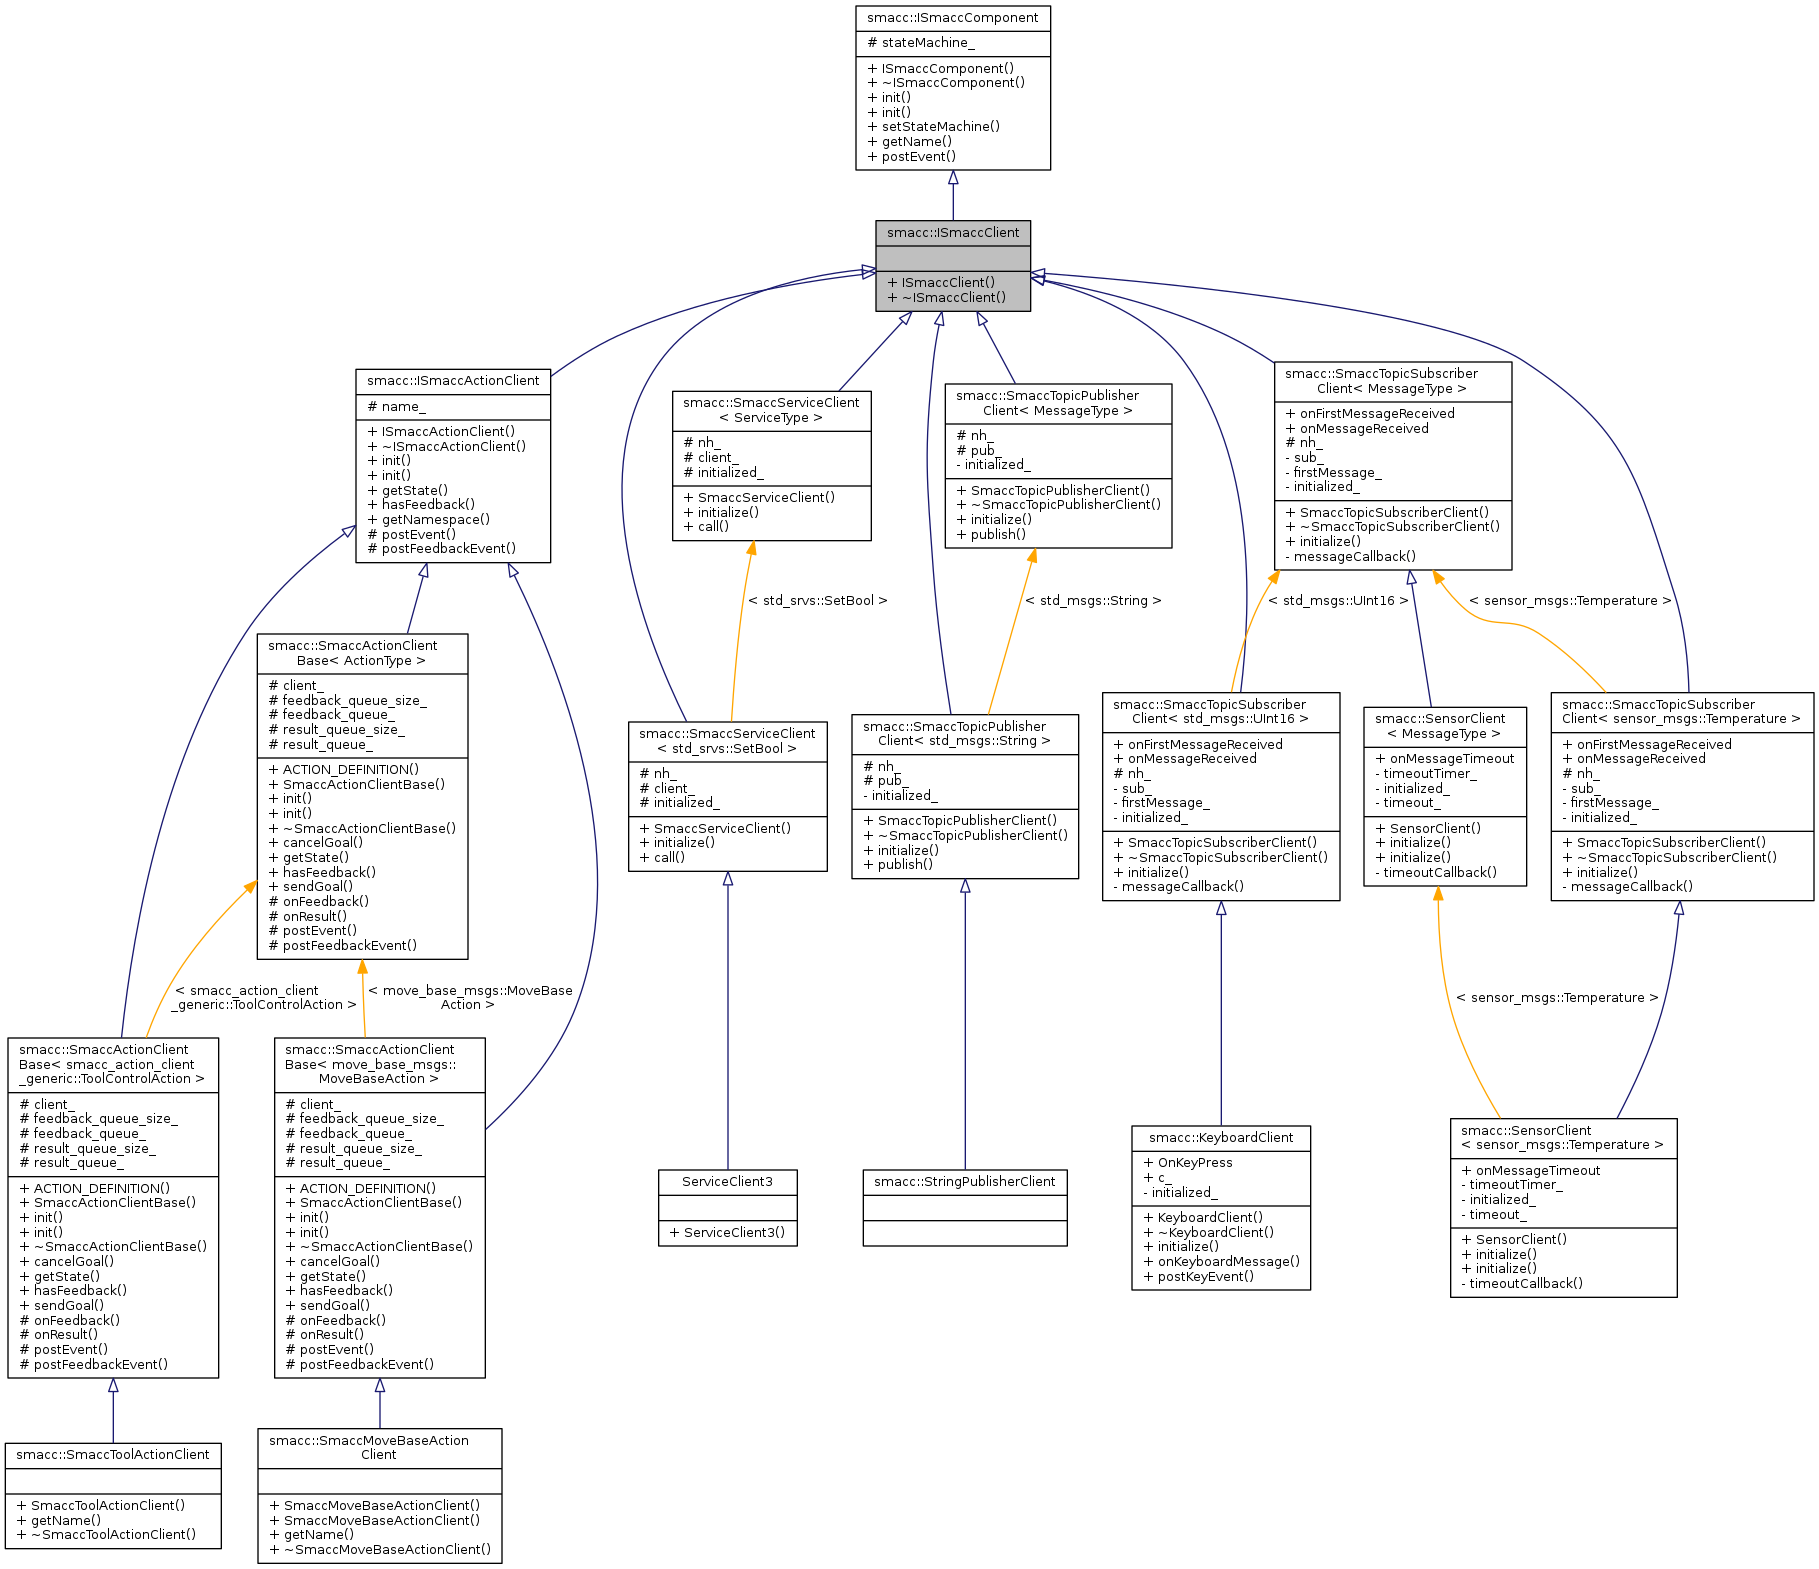 smacc::ISmaccComponent
# stateMachine_
+ ISmaccComponent()
+ ~ISmaccComponent()
+ init()
+ init()
+ setStateMachine()
+ getName()
+ postEvent()
smacc::ISmaccClient
+ ISmaccClient()
+ ~ISmaccClient()
smacc::ISmaccActionClient
# name_
+ ISmaccActionClient()
+ ~ISmaccActionClient()
+ init()
+ init()
+ getState()
+ hasFeedback()
+ getNamespace()
# postEvent()
# postFeedbackEvent()
smacc::SmaccServiceClient
< ServiceType >
# nh_
# client_
# initialized_
+ SmaccServiceClient()
+ initialize()
+ call()
smacc::SmaccTopicPublisher
Client< MessageType >
# nh_
# pub_
- initialized_
+ SmaccTopicPublisherClient()
+ ~SmaccTopicPublisherClient()
+ initialize()
+ publish()
smacc::SmaccTopicSubscriber
Client< MessageType >
+ onFirstMessageReceived
+ onMessageReceived
# nh_
- sub_
- firstMessage_
- initialized_
+ SmaccTopicSubscriberClient()
+ ~SmaccTopicSubscriberClient()
+ initialize()
- messageCallback()
< std_srvs::SetBool >
< std_msgs::String >
< std_msgs::UInt16 >
< sensor_msgs::Temperature >
smacc::SmaccActionClient
Base< ActionType >
# client_
# feedback_queue_size_
# feedback_queue_
# result_queue_size_
# result_queue_
+ ACTION_DEFINITION()
+ SmaccActionClientBase()
+ init()
+ init()
+ ~SmaccActionClientBase()
+ cancelGoal()
+ getState()
+ hasFeedback()
+ sendGoal()
# onFeedback()
# onResult()
# postEvent()
# postFeedbackEvent()
smacc::SmaccServiceClient
< std_srvs::SetBool >
# nh_
# client_
# initialized_
+ SmaccServiceClient()
+ initialize()
+ call()
smacc::SmaccTopicPublisher
Client< std_msgs::String >
# nh_
# pub_
- initialized_
+ SmaccTopicPublisherClient()
+ ~SmaccTopicPublisherClient()
+ initialize()
+ publish()
smacc::SmaccTopicSubscriber
Client< std_msgs::UInt16 >
+ onFirstMessageReceived
+ onMessageReceived
# nh_
- sub_
- firstMessage_
- initialized_
+ SmaccTopicSubscriberClient()
+ ~SmaccTopicSubscriberClient()
+ initialize()
- messageCallback()
smacc::SensorClient
< MessageType >
+ onMessageTimeout
- timeoutTimer_
- initialized_
- timeout_
+ SensorClient()
+ initialize()
+ initialize()
- timeoutCallback()
smacc::SmaccTopicSubscriber
Client< sensor_msgs::Temperature >
+ onFirstMessageReceived
+ onMessageReceived
# nh_
- sub_
- firstMessage_
- initialized_
+ SmaccTopicSubscriberClient()
+ ~SmaccTopicSubscriberClient()
+ initialize()
- messageCallback()
< smacc_action_client
_generic::ToolControlAction >
< move_base_msgs::MoveBase
Action >
< sensor_msgs::Temperature >
smacc::SmaccActionClient
Base< smacc_action_client
_generic::ToolControlAction >
# client_
# feedback_queue_size_
# feedback_queue_
# result_queue_size_
# result_queue_
+ ACTION_DEFINITION()
+ SmaccActionClientBase()
+ init()
+ init()
+ ~SmaccActionClientBase()
+ cancelGoal()
+ getState()
+ hasFeedback()
+ sendGoal()
# onFeedback()
# onResult()
# postEvent()
# postFeedbackEvent()
smacc::SmaccActionClient
Base< move_base_msgs::
MoveBaseAction >
# client_
# feedback_queue_size_
# feedback_queue_
# result_queue_size_
# result_queue_
+ ACTION_DEFINITION()
+ SmaccActionClientBase()
+ init()
+ init()
+ ~SmaccActionClientBase()
+ cancelGoal()
+ getState()
+ hasFeedback()
+ sendGoal()
# onFeedback()
# onResult()
# postEvent()
# postFeedbackEvent()
ServiceClient3
+ ServiceClient3()
smacc::StringPublisherClient
smacc::KeyboardClient
+ OnKeyPress
+ c_
- initialized_
+ KeyboardClient()
+ ~KeyboardClient()
+ initialize()
+ onKeyboardMessage()
+ postKeyEvent()
smacc::SensorClient
< sensor_msgs::Temperature >
+ onMessageTimeout
- timeoutTimer_
- initialized_
- timeout_
+ SensorClient()
+ initialize()
+ initialize()
- timeoutCallback()
smacc::SmaccToolActionClient
+ SmaccToolActionClient()
+ getName()
+ ~SmaccToolActionClient()
smacc::SmaccMoveBaseAction
Client
+ SmaccMoveBaseActionClient()
+ SmaccMoveBaseActionClient()
+ getName()
+ ~SmaccMoveBaseActionClient()